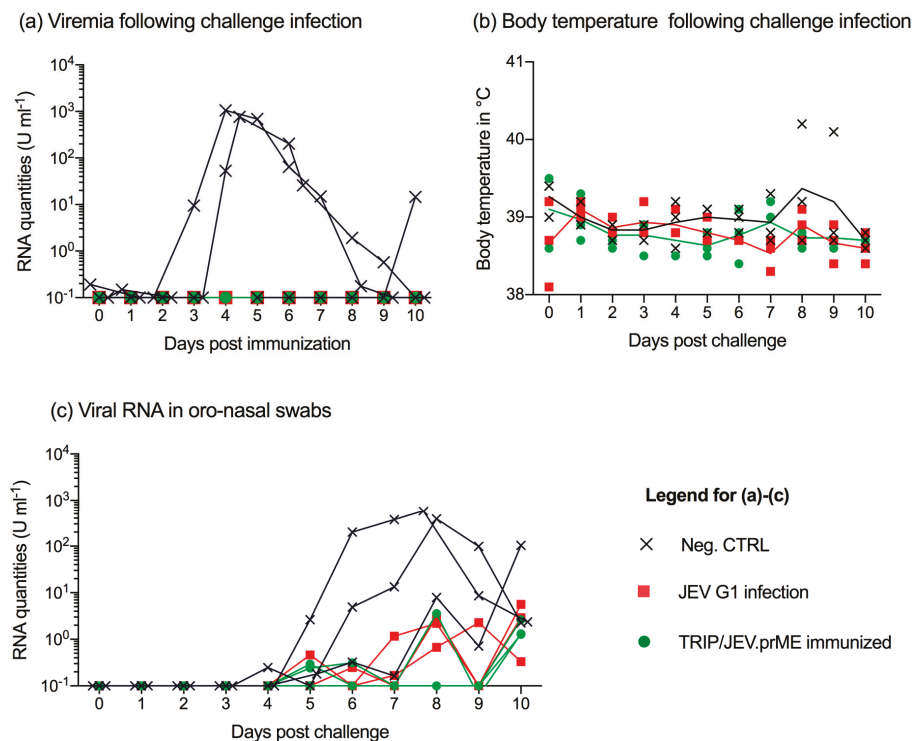 (a) Viremia following challenge infection
RNA quantities (U ml⁻¹)
10⁴
10³
10²
10¹
10⁰
10⁻¹
0 1 2 3 4 5 6 7 8 9 10
Days post immunization
(b) Body temperature following challenge infection
Body temperature in °C
41
40
39
38
0 1 2 3 4 5 6 7 8 9 10
Days post challenge
(c) Viral RNA in oro-nasal swabs
RNA quantities (U ml⁻¹)
10⁴
10³
10²
10¹
10⁰
10⁻¹
0 1 2 3 4 5 6 7 8 9 10
Days post challenge
Legend for (a)-(c)
Neg. CTRL
JEV G1 infection
TRIP/JEV.prME immunized